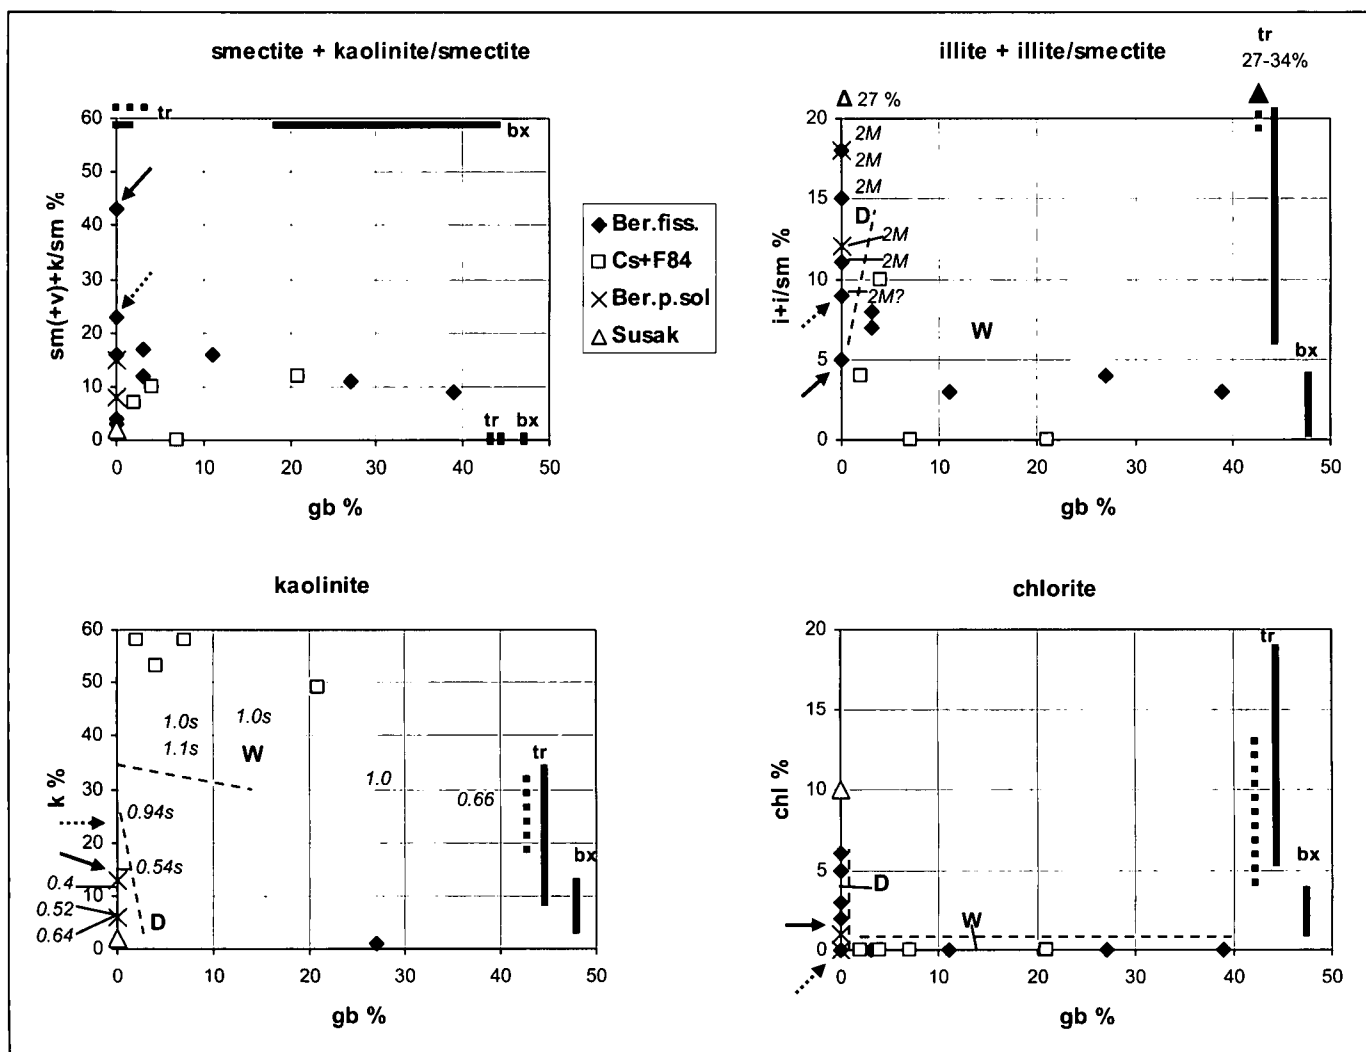 smectite + kaolinite/smectite
tr
bx
60
50
40
30
20
10
0
sm(+v)+k/sm %
tr bx
0 10 20 30 40 50
gb %
Ber.fiss.
Cs+F84
Ber.p.sol
Susak
illite + illite/smectite
tr
27-34%
Δ 27 %
20
15
10
5
0
i+i/sm %
2M
2M
2M
D
2M
2M
2M?
W
bx
0 10 20 30 40 50
gb %
kaolinite
60
50
40
30
20
10
0
k %
1.0s 1.0s
1.1s W
1.0
0.66
tr
0.94s
0.54s
bx
0.4
0.52
0.64
D
0 10 20 30 40 50
gb %
chlorite
tr
20
15
10
5
0
chl %
bx
D
W
0 10 20 30 40 50
gb %